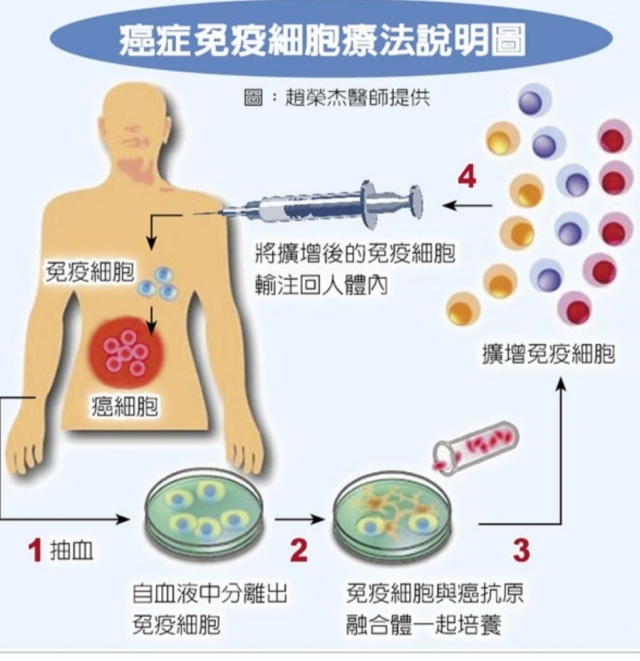 癌症免疫細胞療法說明圖
圖：趙榮杰醫師提供
4
將擴增後的免疫細胞
輸注回人體內
免疫細胞
癌細胞
擴增免疫細胞
1 抽血
2
3
自血液中分離出
免疫細胞
免疫細胞與癌抗原
融合體一起培養